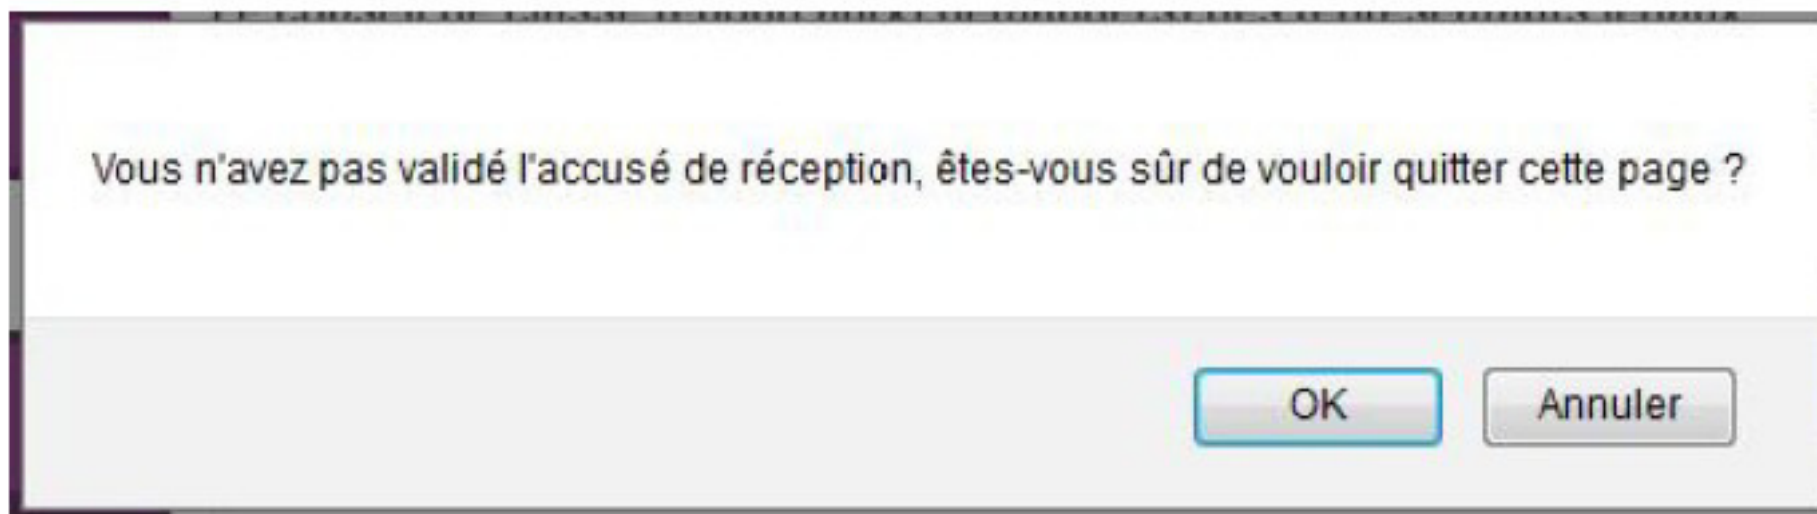 Vous n'avez pas validé l'accusé de réception, êtes-vous sûr de vouloir quitter cette page ?
OK
Annuler